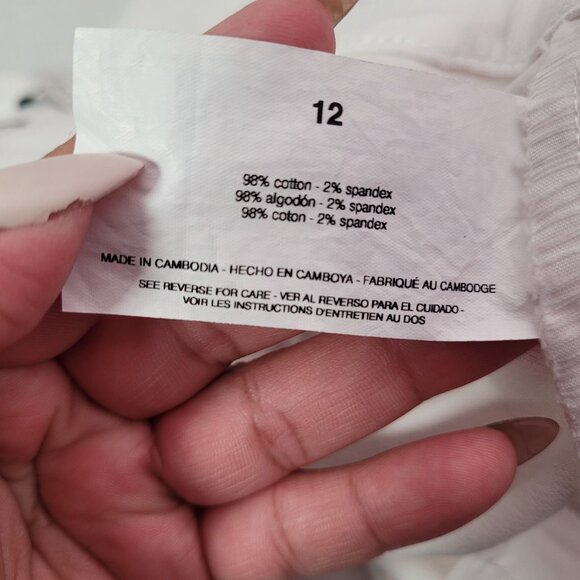 12
98% cotton - 2% spandex
98% algodón - 2% spandex
98% coton - 2% spandex
MADE IN CAMBODIA - HECHO EN CAMBOYA - FABRIQUÉ AU CAMBODGE
SEE REVERSE FOR CARE - VER AL REVERSO PARA EL CUIDADO -
VOIR LES INSTRUCTIONS D'ENTRETIEN AU DOS